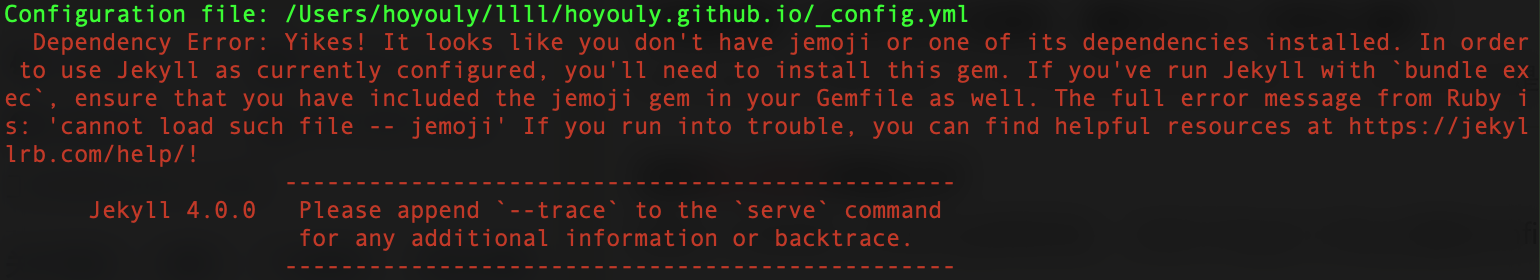 Configuration file: /Users/hoyouly/llll/hoyouly.github.io/_config.yml
Dependency Error: Yikes! It looks like you don't have jemoji or one of its dependencies installed. In order
to use Jekyll as currently configured, you'll need to install this gem. If you've run Jekyll with `bundle ex
ec`, ensure that you have included the jemoji gem in your Gemfile as well. The full error message from Ruby i
s: 'cannot load such file -- jemoji' If you run into trouble, you can find helpful resources at https://jekyl
lrb.com/help/!
------------------------------------------------
Jekyll 4.0.0   Please append `--trace` to the `serve` command
for any additional information or backtrace.
------------------------------------------------